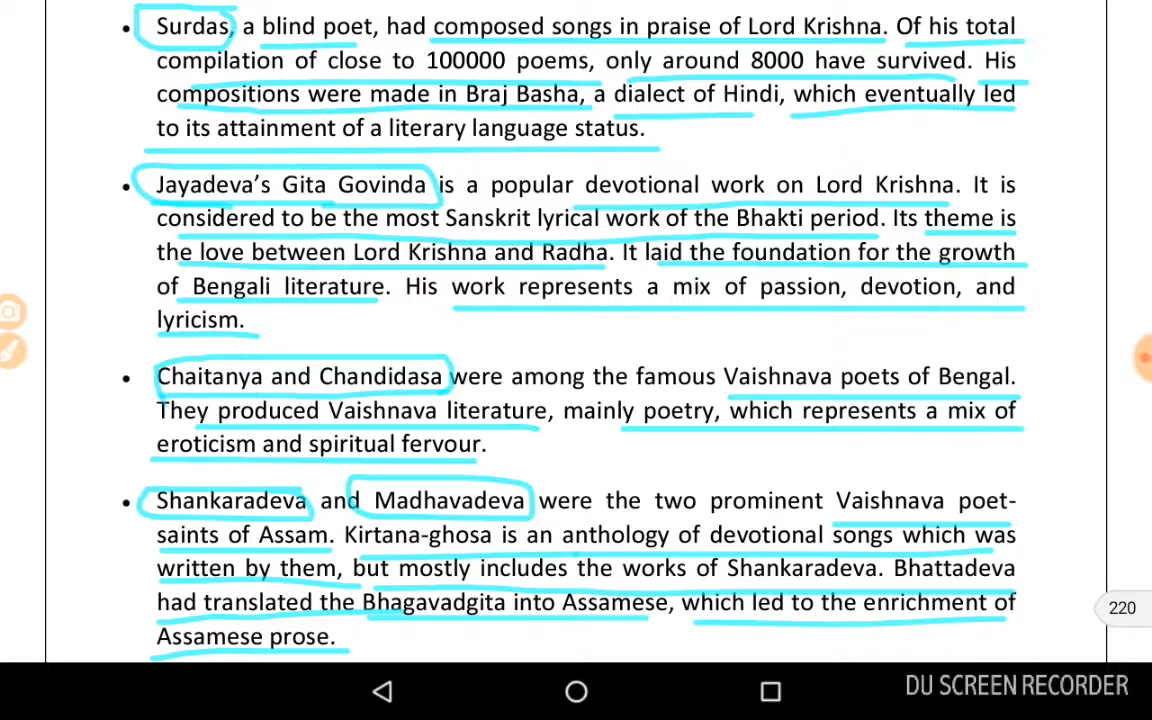 • Surdas, a blind poet, had composed songs in praise of Lord Krishna. Of his total
compilation of close to 100000 poems, only around 8000 have survived. His
compositions were made in Braj Basha, a dialect of Hindi, which eventually led
to its attainment of a literary language status.
• Jayadeva’s Gita Govinda is a popular devotional work on Lord Krishna. It is
considered to be the most Sanskrit lyrical work of the Bhakti period. Its theme is
the love between Lord Krishna and Radha. It laid the foundation for the growth
of Bengali literature. His work represents a mix of passion, devotion, and
lyricism.
• Chaitanya and Chandidasa were among the famous Vaishnava poets of Bengal.
They produced Vaishnava literature, mainly poetry, which represents a mix of
eroticism and spiritual fervour.
• Shankaradeva and Madhavadeva were the two prominent Vaishnava poet-
saints of Assam. Kirtana-ghosa is an anthology of devotional songs which was
written by them, but mostly includes the works of Shankaradeva. Bhattadeva
had translated the Bhagavadgita into Assamese, which led to the enrichment of
Assamese prose.
220
DU SCREEN RECORDER